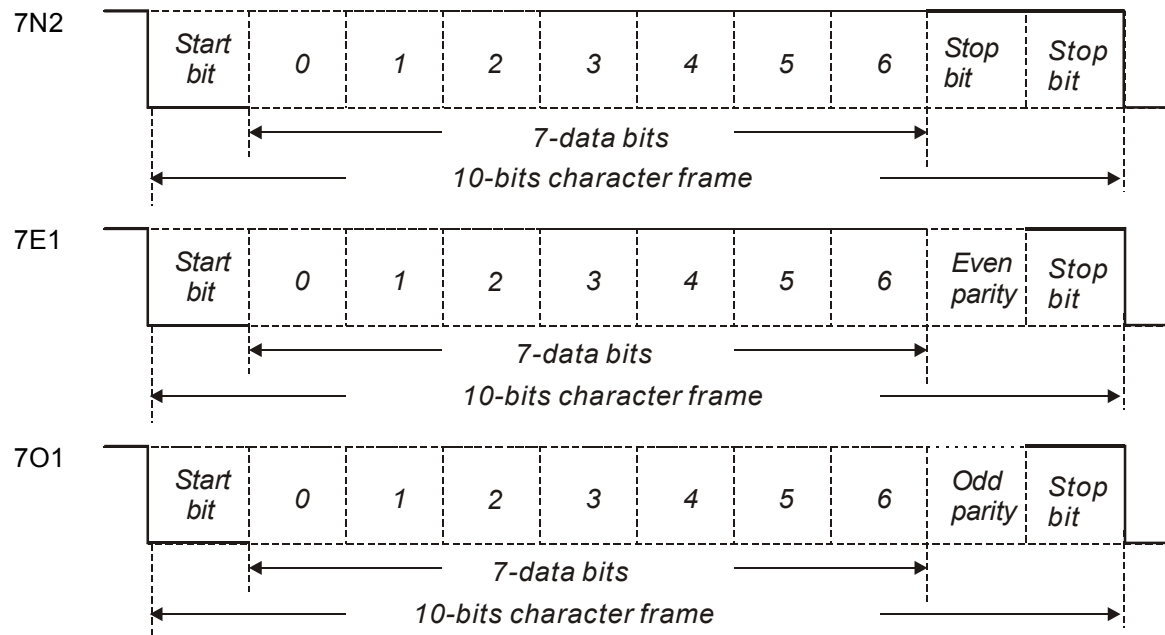 7N2
Start bit 0 1 2 3 4 5 6 Stop bit Stop bit
7-data bits
10-bits character frame
7E1
Start bit 0 1 2 3 4 5 6 Even parity Stop bit
7-data bits
10-bits character frame
7O1
Start bit 0 1 2 3 4 5 6 Odd parity Stop bit
7-data bits
10-bits character frame